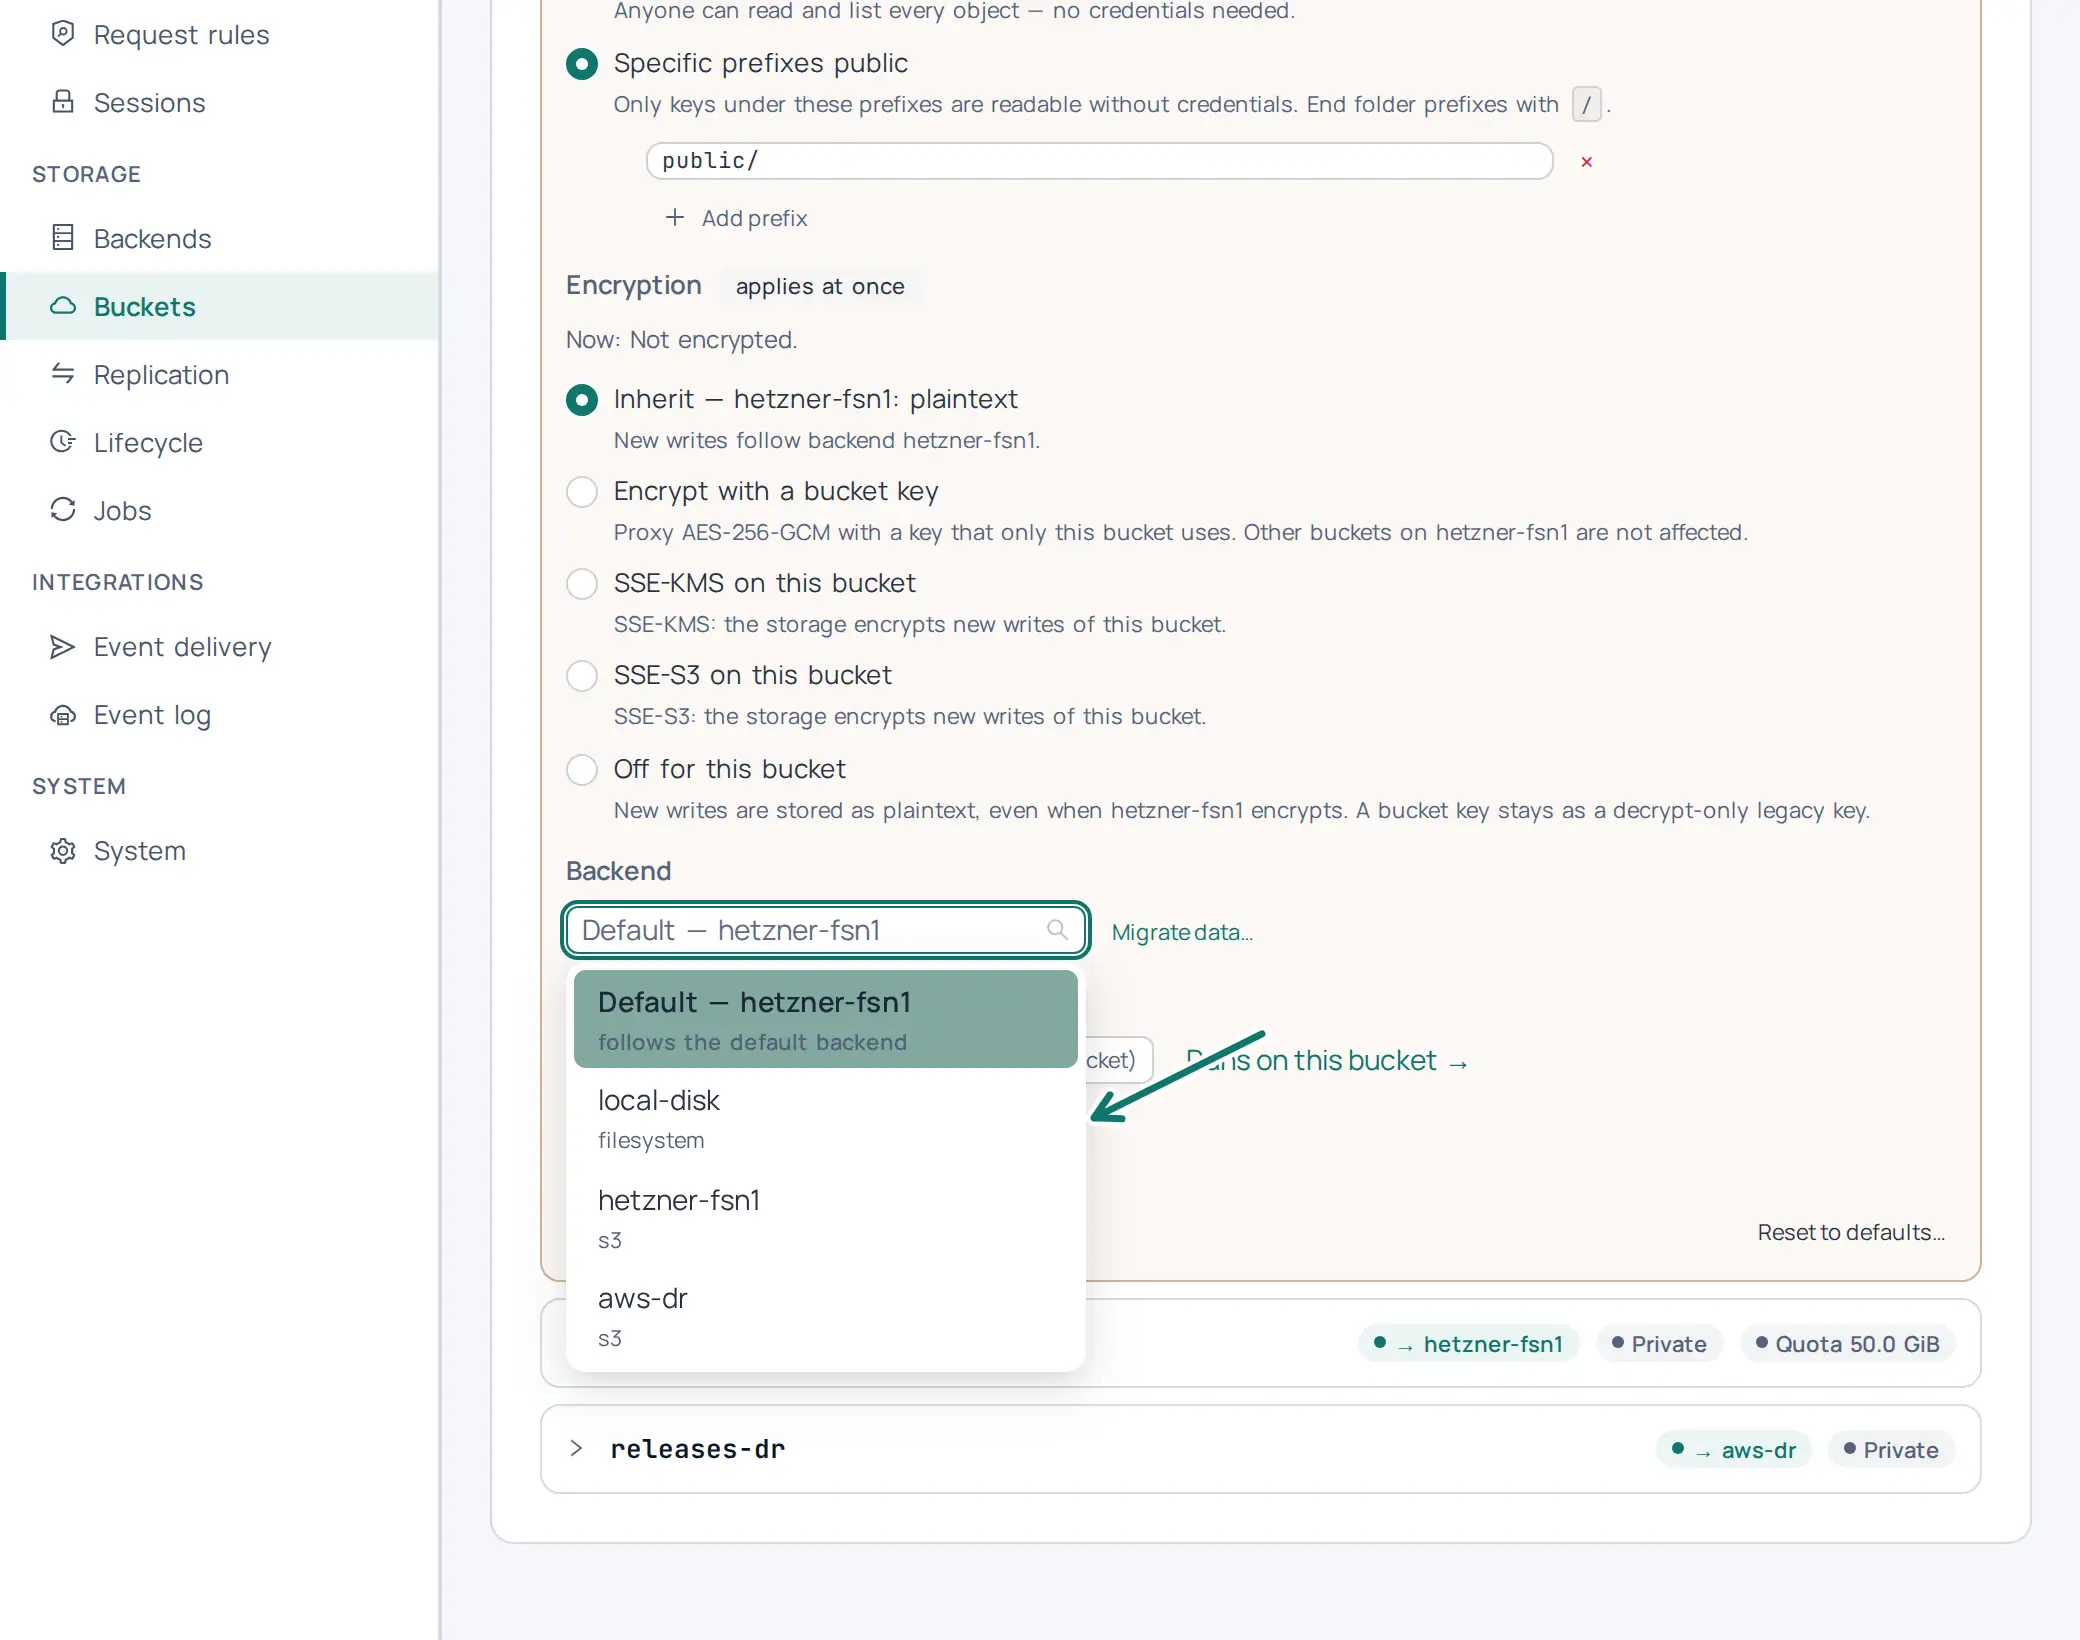 Request rules
Sessions
STORAGE
Backends
Buckets
Replication
Lifecycle
Jobs
INTEGRATIONS
Event delivery
Event log
SYSTEM
System
Anyone can read and list every object — no credentials needed.
Specific prefixes public
Only keys under these prefixes are readable without credentials. End folder prefixes with / .
public/ ×
+ Add prefix
Encryption applies at once
Now: Not encrypted.
Inherit — hetzner-fsn1: plaintext
New writes follow backend hetzner-fsn1.
Encrypt with a bucket key
Proxy AES-256-GCM with a key that only this bucket uses. Other buckets on hetzner-fsn1 are not affected.
SSE-KMS on this bucket
SSE-KMS: the storage encrypts new writes of this bucket.
SSE-S3 on this bucket
SSE-S3: the storage encrypts new writes of this bucket.
Off for this bucket
New writes are stored as plaintext, even when hetzner-fsn1 encrypts. A bucket key stays as a decrypt-only legacy key.
Backend
Default — hetzner-fsn1 Migrate data...
Default — hetzner-fsn1
follows the default backend
cket) on this bucket →
local-disk
filesystem
hetzner-fsn1
s3
Reset to defaults...
aws-dr
s3
→ hetzner-fsn1 Private Quota 50.0 GiB
releases-dr → aws-dr Private